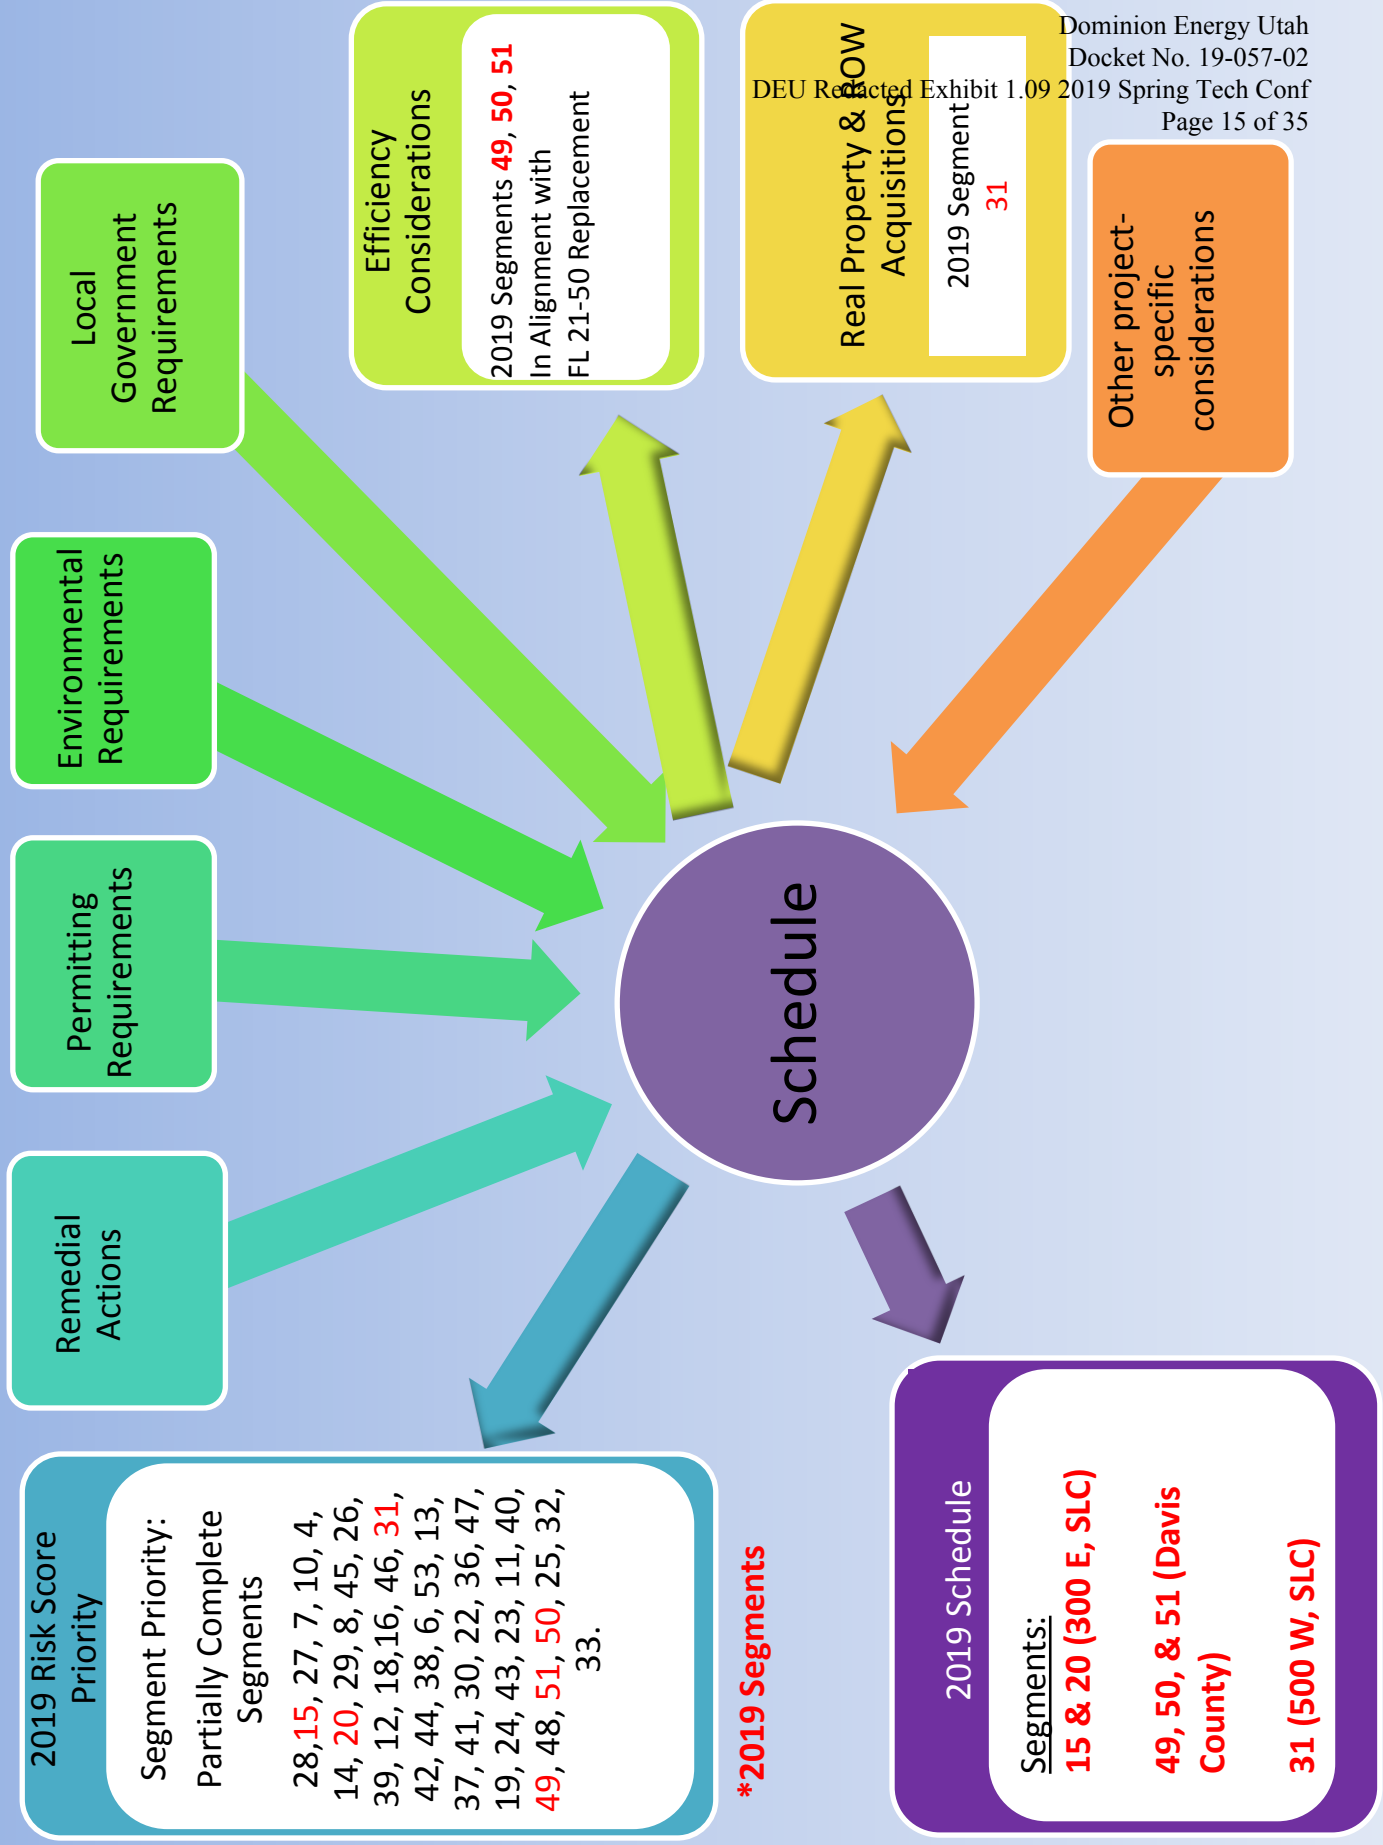 Dominion Energy Utah
Docket No. 19-057-02
DEU Redacted Exhibit 1.09 2019 Spring Tech Conf
Page 15 of 35
2019 Risk Score
Priority
Segment Priority:
Partially Complete
Segments
28,15, 27, 7, 10, 4,
14, 20, 29, 8, 45, 26,
39, 12, 18,16, 46, 31,
42, 44, 38, 6, 53, 13,
37, 41, 30, 22, 36, 47,
19, 24, 43, 23, 11, 40,
49, 48, 51, 50, 25, 32,
33.
*2019 Segments
Remedial
Actions
Permitting
Requirements
Environmental
Requirements
Local
Government
Requirements
Efficiency
Considerations
2019 Segments 49, 50, 51
In Alignment with
FL 21-50 Replacement
Real Property & ROW
Acquisitions
2019 Segment
31
Other project-
specific
considerations
Schedule
2019 Schedule
Segments:
15 & 20 (300 E, SLC)
49, 50, & 51 (Davis
County)
31 (500 W, SLC)